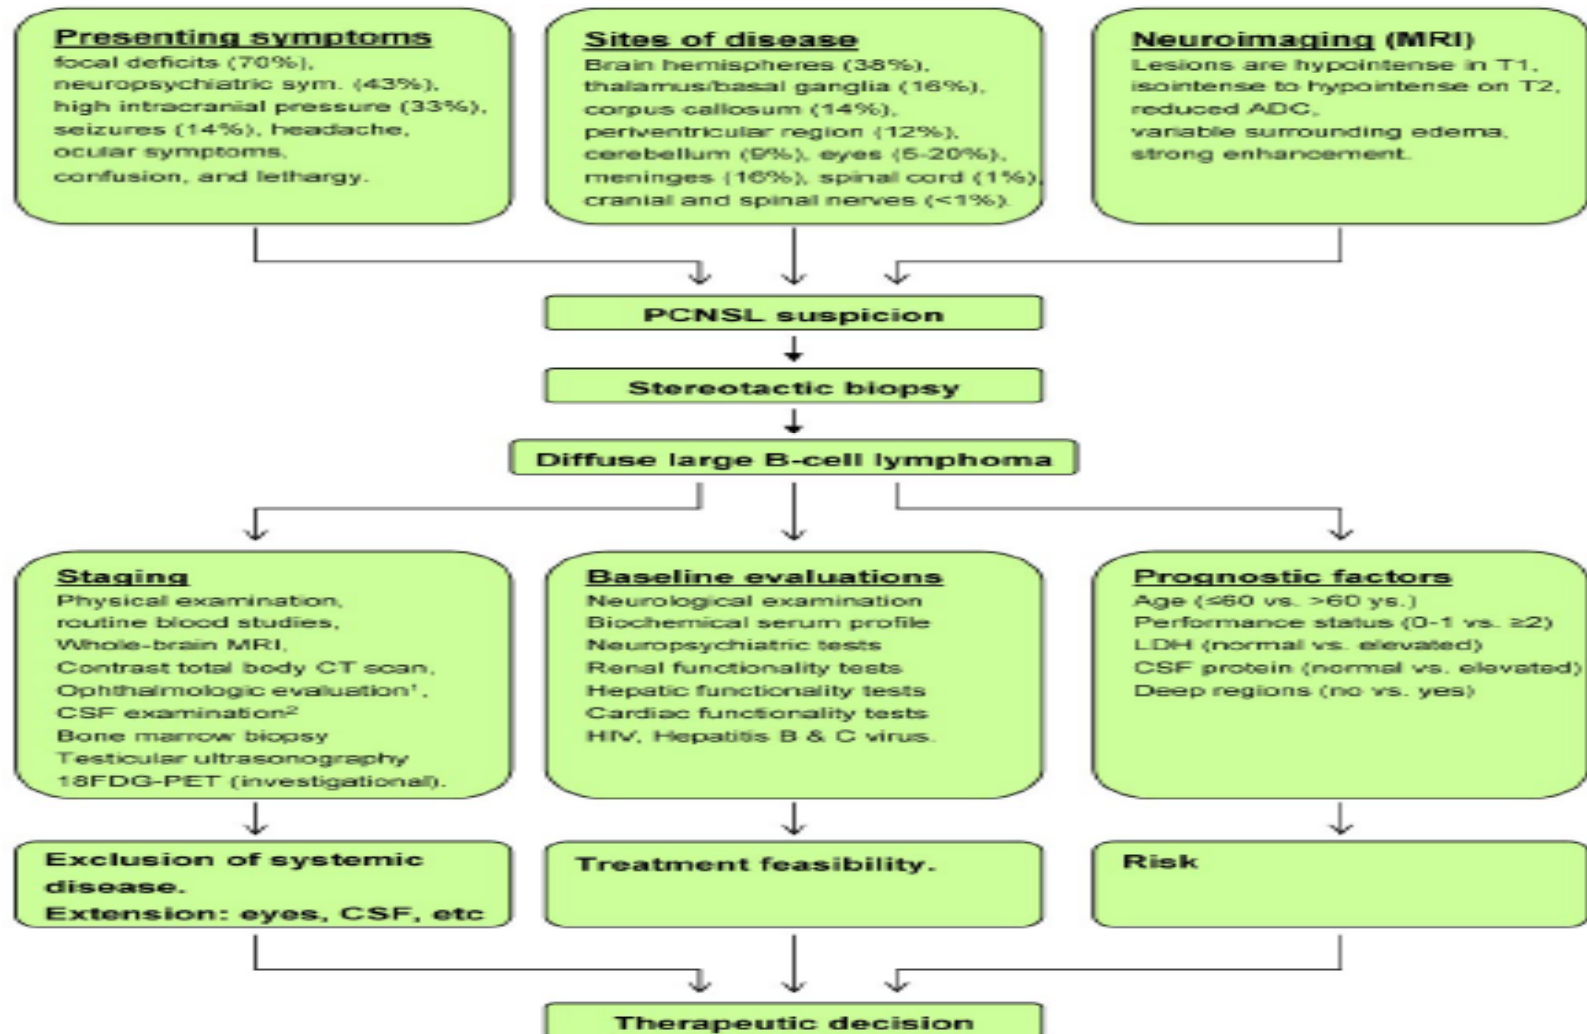 Presenting symptoms
focal deficits (70%),
neuropsychiatric sym. (43%),
high intracranial pressure (33%),
seizures (14%), headache,
ocular symptoms,
confusion, and lethargy.
Sites of disease
Brain hemispheres (38%),
thalamus/basal ganglia (16%),
corpus callosum (14%),
periventricular region (12%),
cerebellum (9%), eyes (5-20%),
meninges (16%), spinal cord (1%),
cranial and spinal nerves (<1%).
Neuroimaging (MRI)
Lesions are hypointense in T1,
isointense to hypointense on T2,
reduced ADC,
variable surrounding edema,
strong enhancement.
PCNSL suspicion
Stereotactic biopsy
Diffuse large B-cell lymphoma
Staging
Physical examination,
routine blood studies,
Whole-brain MRI,
Contrast total body CT scan,
Ophthalmologic evaluation¹,
CSF examination²
Bone marrow biopsy
Testicular ultrasonography
18FDG-PET (investigational).
Baseline evaluations
Neurological examination
Biochemical serum profile
Neuropsychiatric tests
Renal functionality tests
Hepatic functionality tests
Cardiac functionality tests
HIV, Hepatitis B & C virus.
Prognostic factors
Age (≤60 vs. >60 ys.)
Performance status (0-1 vs. ≥2)
LDH (normal vs. elevated)
CSF protein (normal vs. elevated)
Deep regions (no vs. yes)
Exclusion of systemic
disease.
Extension: eyes, CSF, etc
Treatment feasibility.
Risk
Therapeutic decision